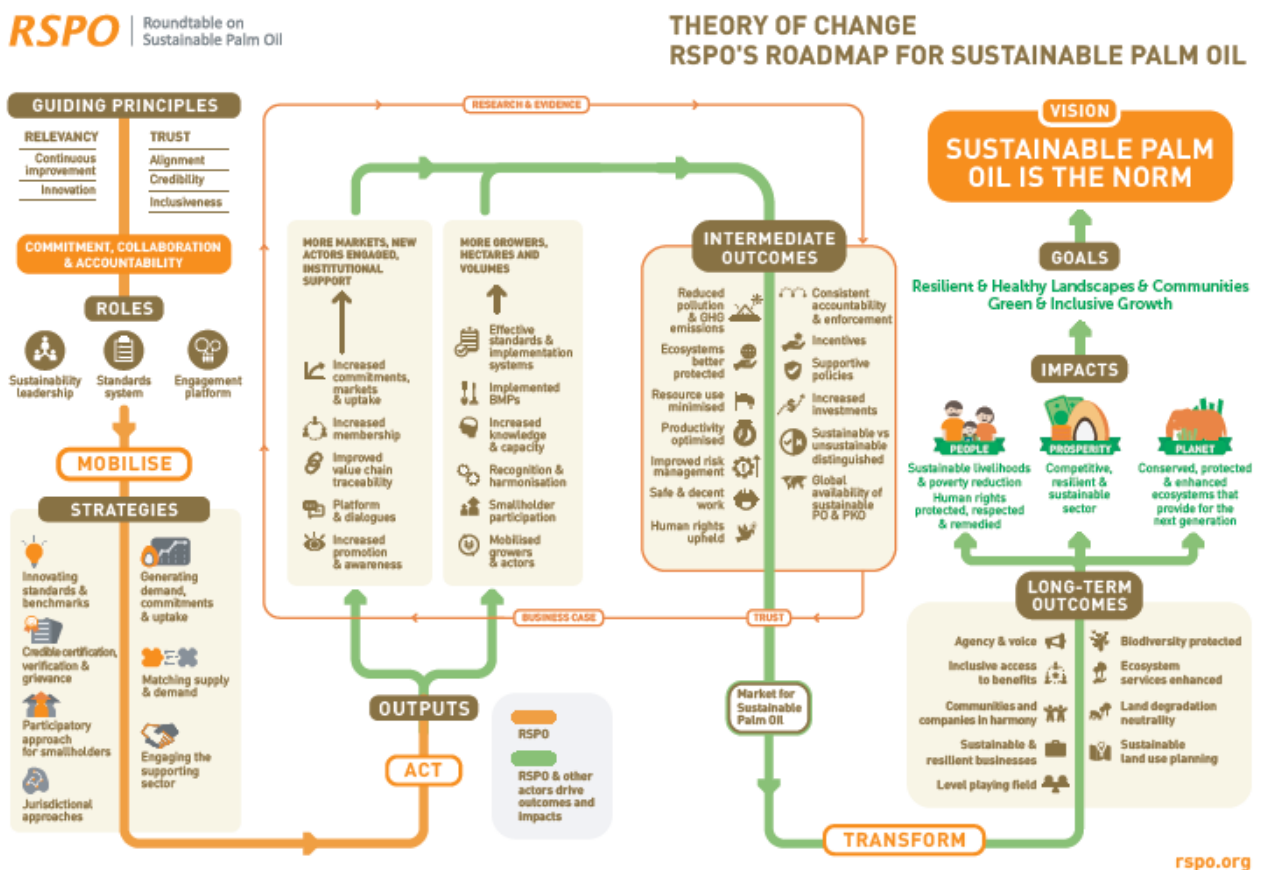 RSPO
Roundtable on
Sustainable Palm Oil
THEORY OF CHANGE
RSPO'S ROADMAP FOR SUSTAINABLE PALM OIL
GUIDING PRINCIPLES
RELEVANCY
Continuous
improvement
Innovation
TRUST
Alignment
Credibility
Inclusiveness
COMMITMENT, COLLABORATION
& ACCOUNTABILITY
ROLES
Sustainability
leadership
Standards
system
Engagement
platform
MOBILISE
STRATEGIES
Innovating
standards &
benchmarks
Credible certification,
verification &
grievance
Participatory
approach
for smallholders
Jurisdictional
approaches
Generating
demand,
commitments
& uptake
Matching supply
& demand
Engaging the
supporting
sector
RESEARCH & EVIDENCE
MORE MARKETS, NEW
ACTORS ENGAGED,
INSTITUTIONAL
SUPPORT
Increased
commitments,
markets
& uptake
Increased
membership
Improved
value chain
traceability
Platform
& dialogues
Increased
promotion
& awareness
MORE GROWERS,
HECTARES AND
VOLUMES
Effective
standards &
implementation
systems
Implemented
BMPs
Increased
knowledge
& capacity
Recognition &
harmonisation
Smallholder
participation
Mobilised
growers
& actors
BUSINESS CASE
TRUST
OUTPUTS
ACT
RSPO
RSPO & other
actors drive
outcomes and
impacts
INTERMEDIATE
OUTCOMES
Reduced
pollution
& GHG
emissions
Ecosystems
better
protected
Resource use
minimised
Productivity
optimised
Improved risk
management
Safe & decent
work
Human rights
upheld
Consistent
accountability
& enforcement
Incentives
Supportive
policies
Increased
investments
Sustainable vs
unsustainable
distinguished
Global
availability of
sustainable
PO & PKO
Market for
Sustainable
Palm Oil
TRANSFORM
VISION
SUSTAINABLE PALM
OIL IS THE NORM
GOALS
Resilient & Healthy Landscapes & Communities
Green & Inclusive Growth
IMPACTS
PEOPLE
Sustainable livelihoods
& poverty reduction
Human rights
protected, respected
& remedied
PROSPERITY
Competitive,
resilient &
sustainable
sector
PLANET
Conserved, protected
& enhanced
ecosystems that
provide for the
next generation
LONG-TERM
OUTCOMES
Agency & voice
Inclusive access
to benefits
Communities and
companies in harmony
Sustainable &
resilient businesses
Level playing field
Biodiversity protected
Ecosystem
services enhanced
Land degradation
neutrality
Sustainable
land use planning
rspo.org